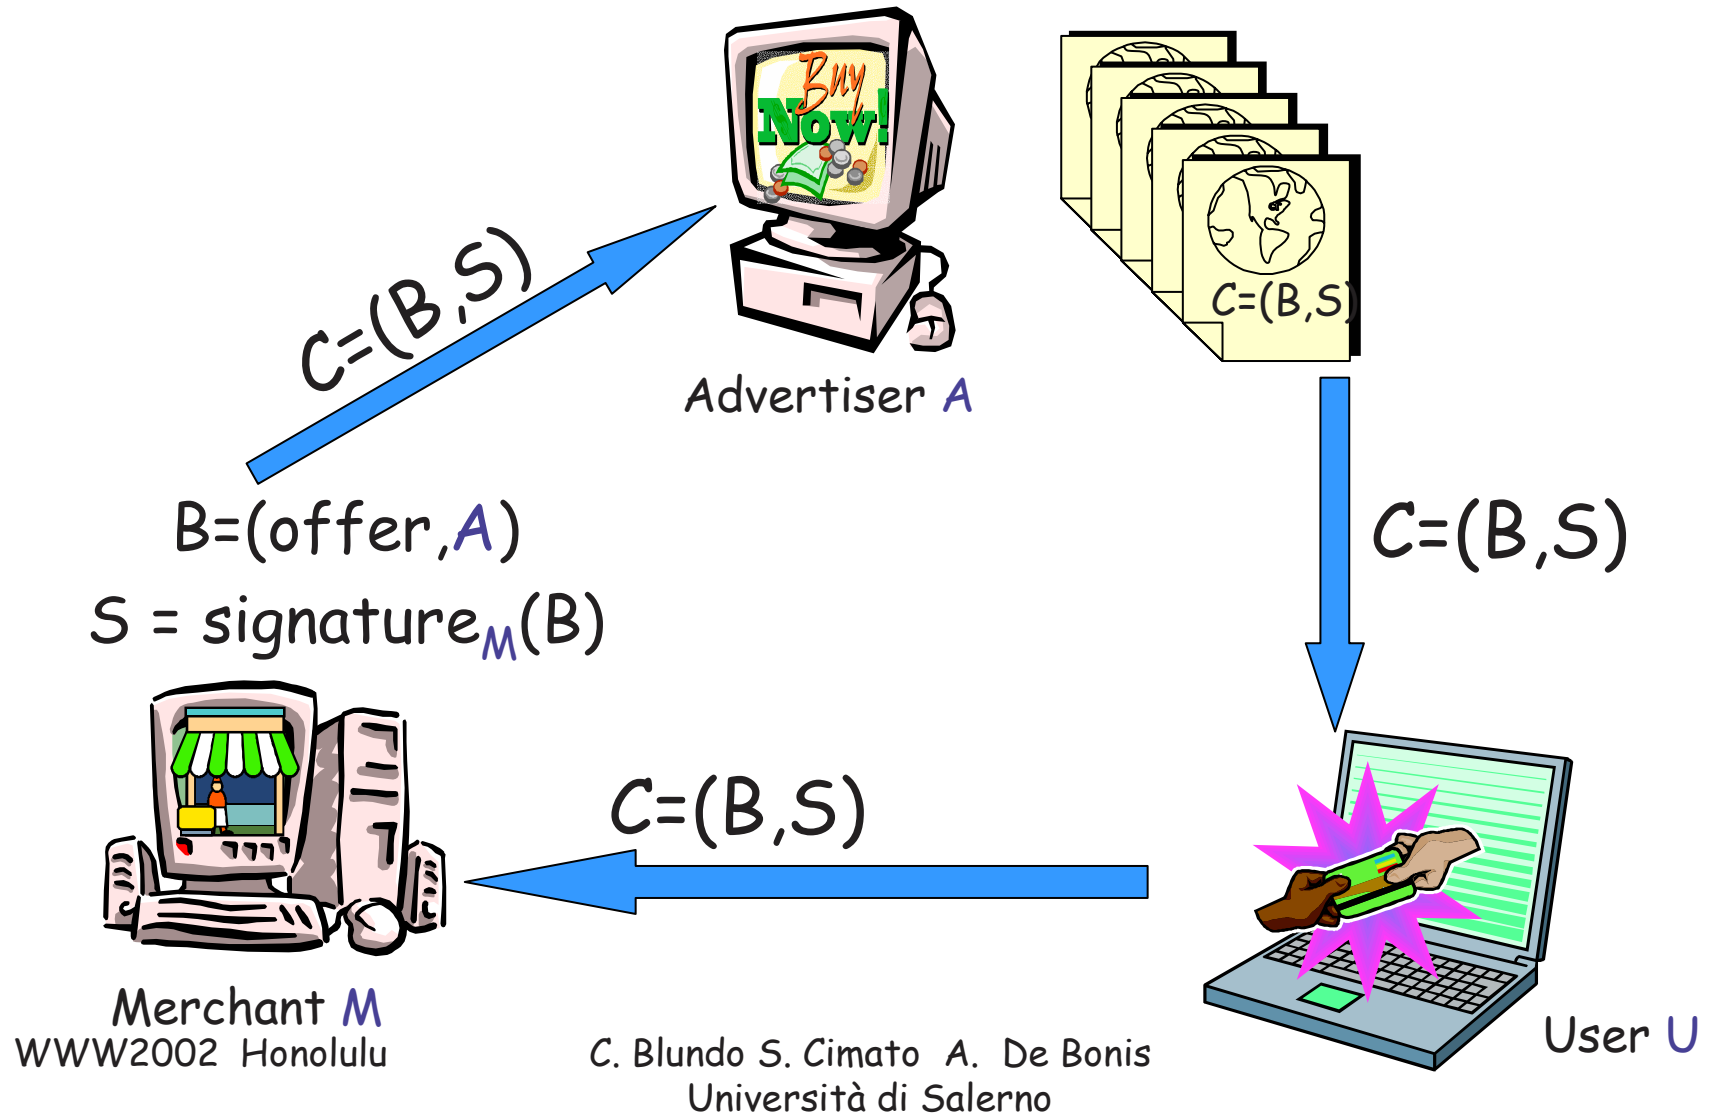 Buy
Now!
C=(B,S)
C=(B,S)
Advertiser A
B=(offer,A)
S = signatureM(B)
C=(B,S)
C=(B,S)
Merchant M
User U
WWW2002 Honolulu
C. Blundo S. Cimato A. De Bonis
Università di Salerno